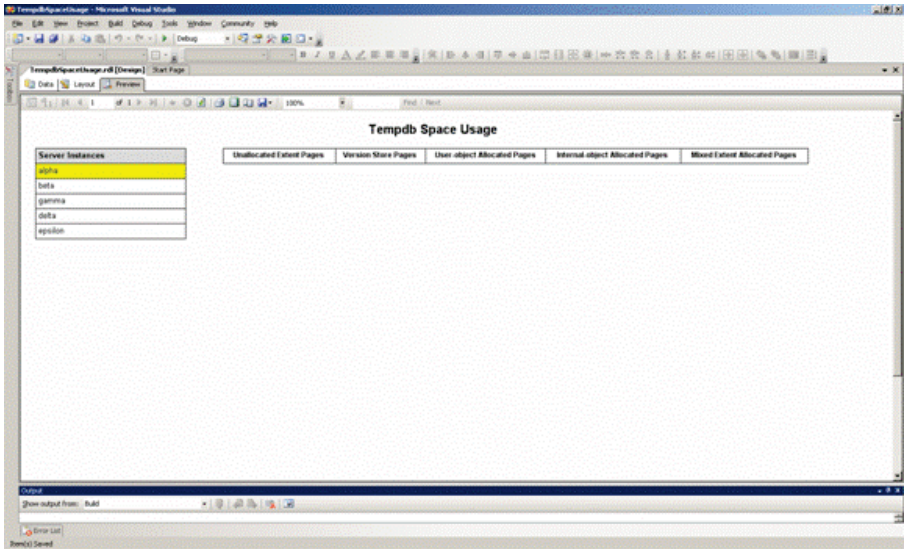 TempdbSpaceUsage - Microsoft Visual Studio
File Edit View Project Build Debug Tools Window Community Help
Debug
TempdbSpaceUsage.rdl [Design] Start Page
Toolbox
Data Layout Preview
1 of 1 100% Find Next
Tempdb Space Usage
Server Instances
alpha
beta
gamma
delta
epsilon
Unallocated Extent Pages Version Store Pages User-object Allocated Pages Internal-object Allocated Pages Mixed Extent Allocated Pages
Output
Show output from: Build
Error List
Item(s) Saved